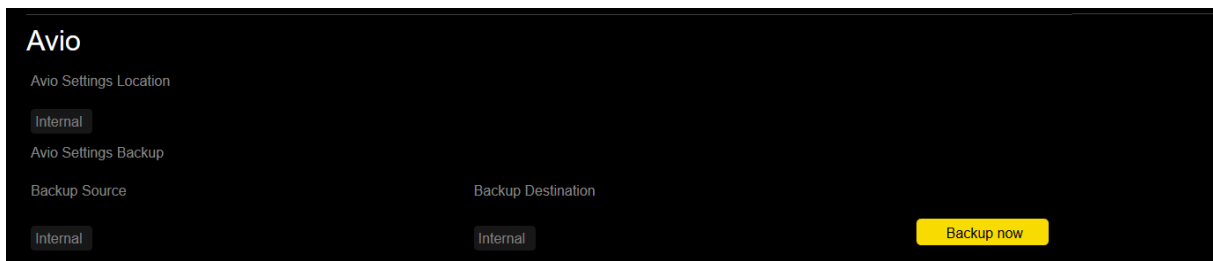 Avio
Avio Settings Location
Internal
Avio Settings Backup
Backup Source Backup Destination
Internal Internal Backup now